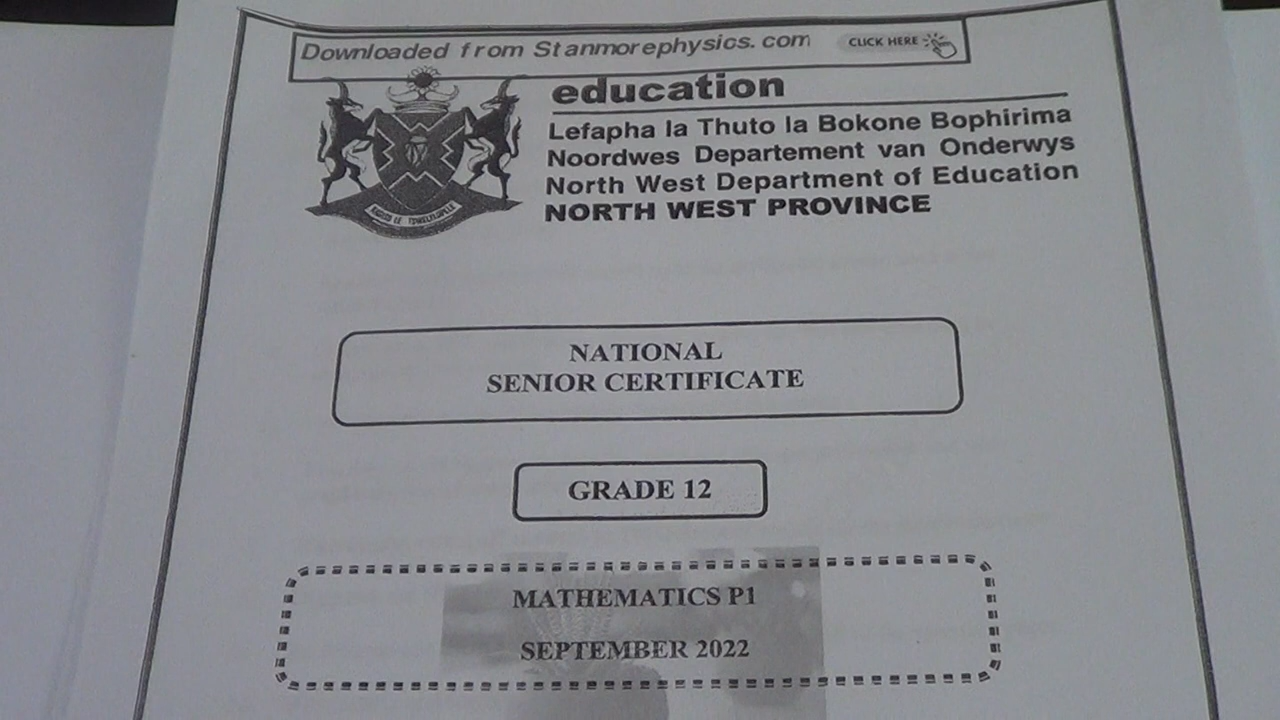 Downloaded from Stanmorephysics.com
CLICK HERE
education
Lefapha la Thuto la Bokone Bophirima
Noordwes Departement van Onderwys
North West Department of Education
NORTH WEST PROVINCE
NATIONAL
SENIOR CERTIFICATE
GRADE 12
MATHEMATICS P1
SEPTEMBER 2022